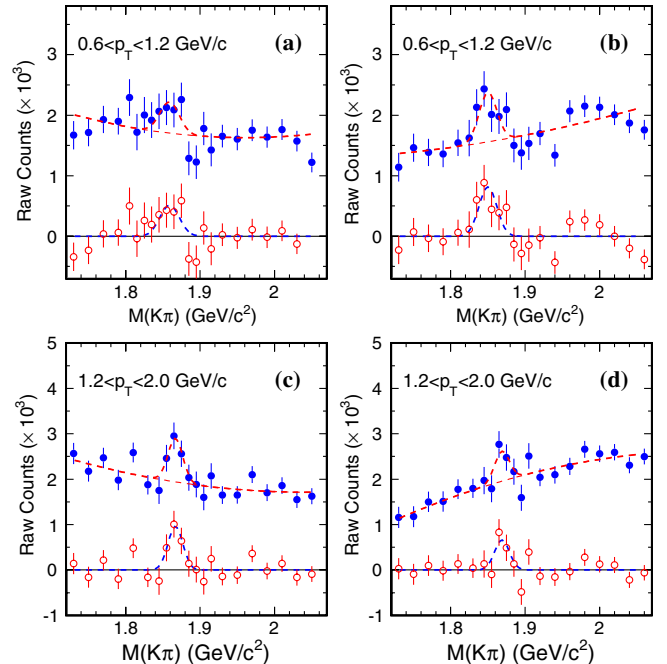 0.6<p_T<1.2 GeV/c (a)
Raw Counts (× 10^3)
3
2
1
0
1.8 1.9 2
M(Kπ) (GeV/c^2)
0.6<p_T<1.2 GeV/c (b)
Raw Counts (× 10^3)
3
2
1
0
1.8 1.9 2
M(Kπ) (GeV/c^2)
1.2<p_T<2.0 GeV/c (c)
Raw Counts (× 10^3)
5
4
3
2
1
0
-1
1.8 1.9 2
M(Kπ) (GeV/c^2)
1.2<p_T<2.0 GeV/c (d)
Raw Counts (× 10^3)
5
4
3
2
1
0
-1
1.8 1.9 2
M(Kπ) (GeV/c^2)